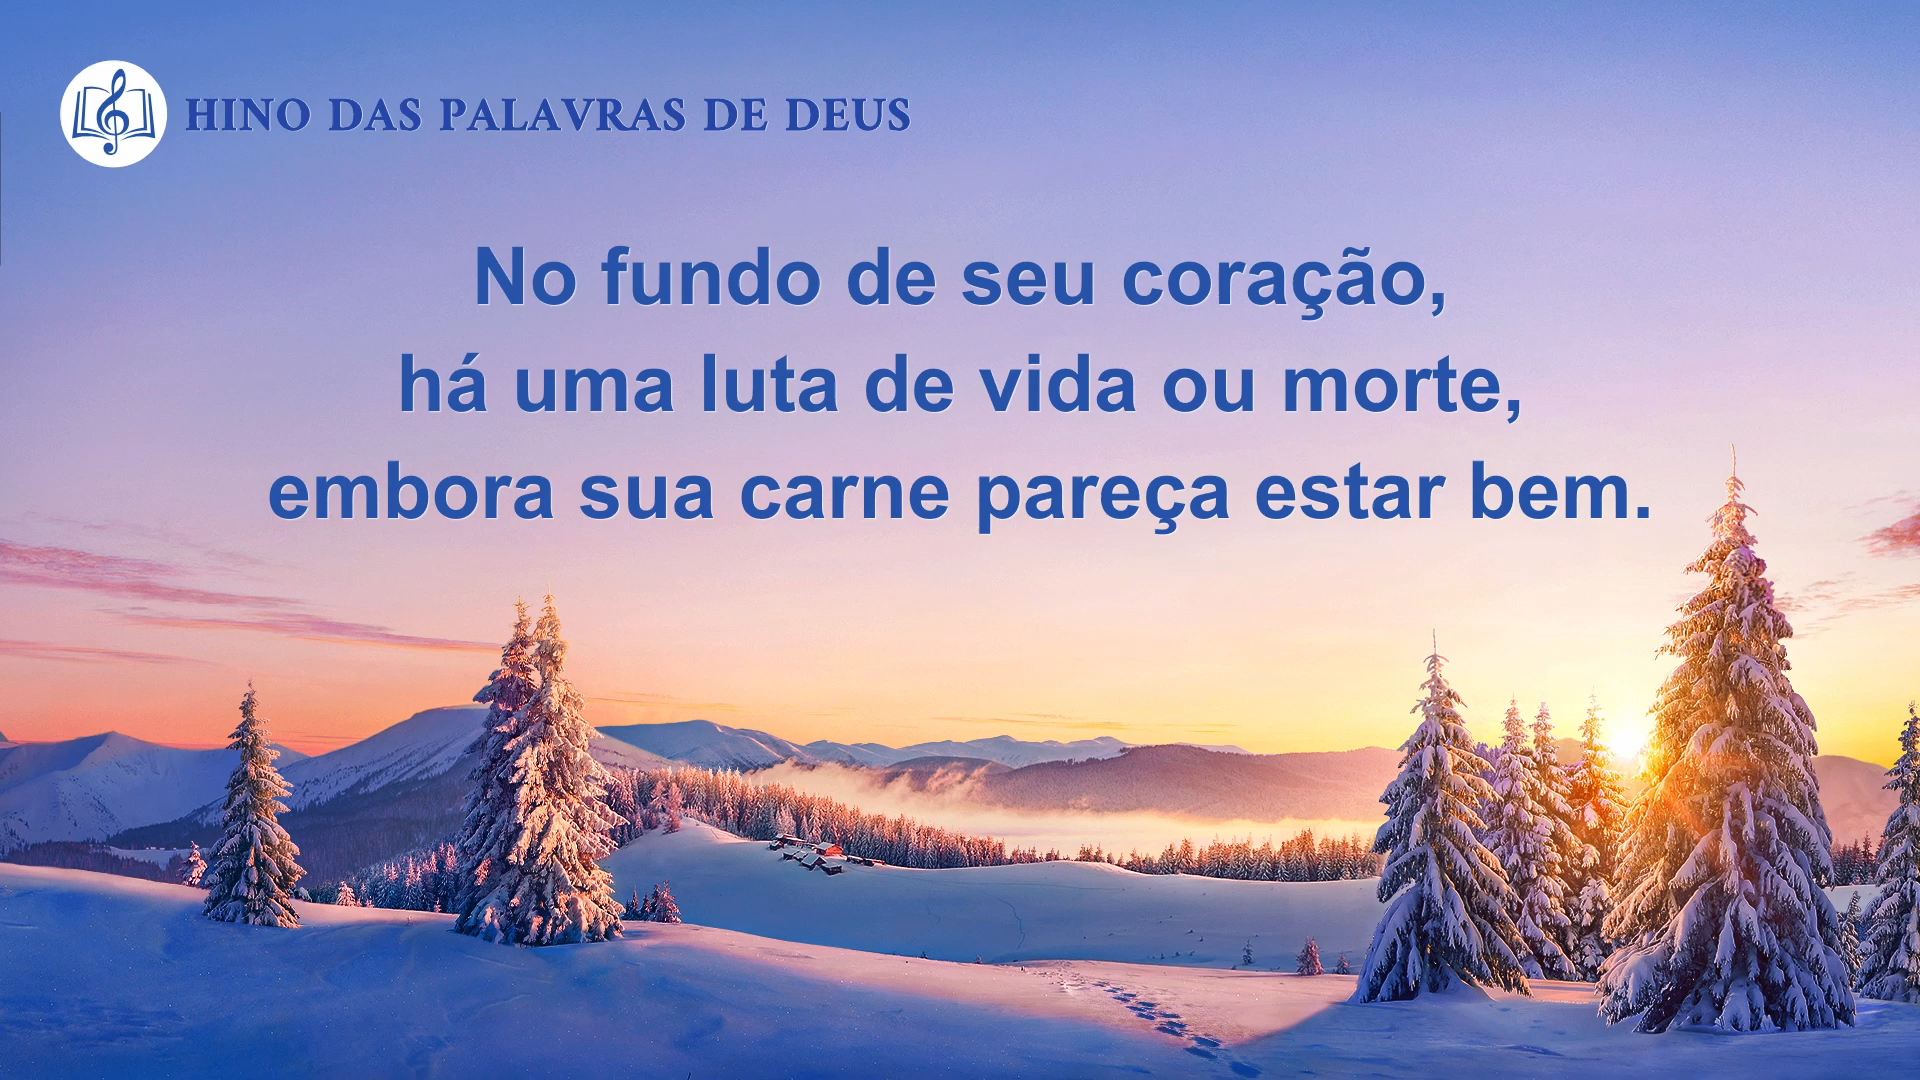 HINO DAS PALAVRAS DE DEUS
No fundo de seu coração,
há uma luta de vida ou morte,
embora sua carne pareça estar bem.